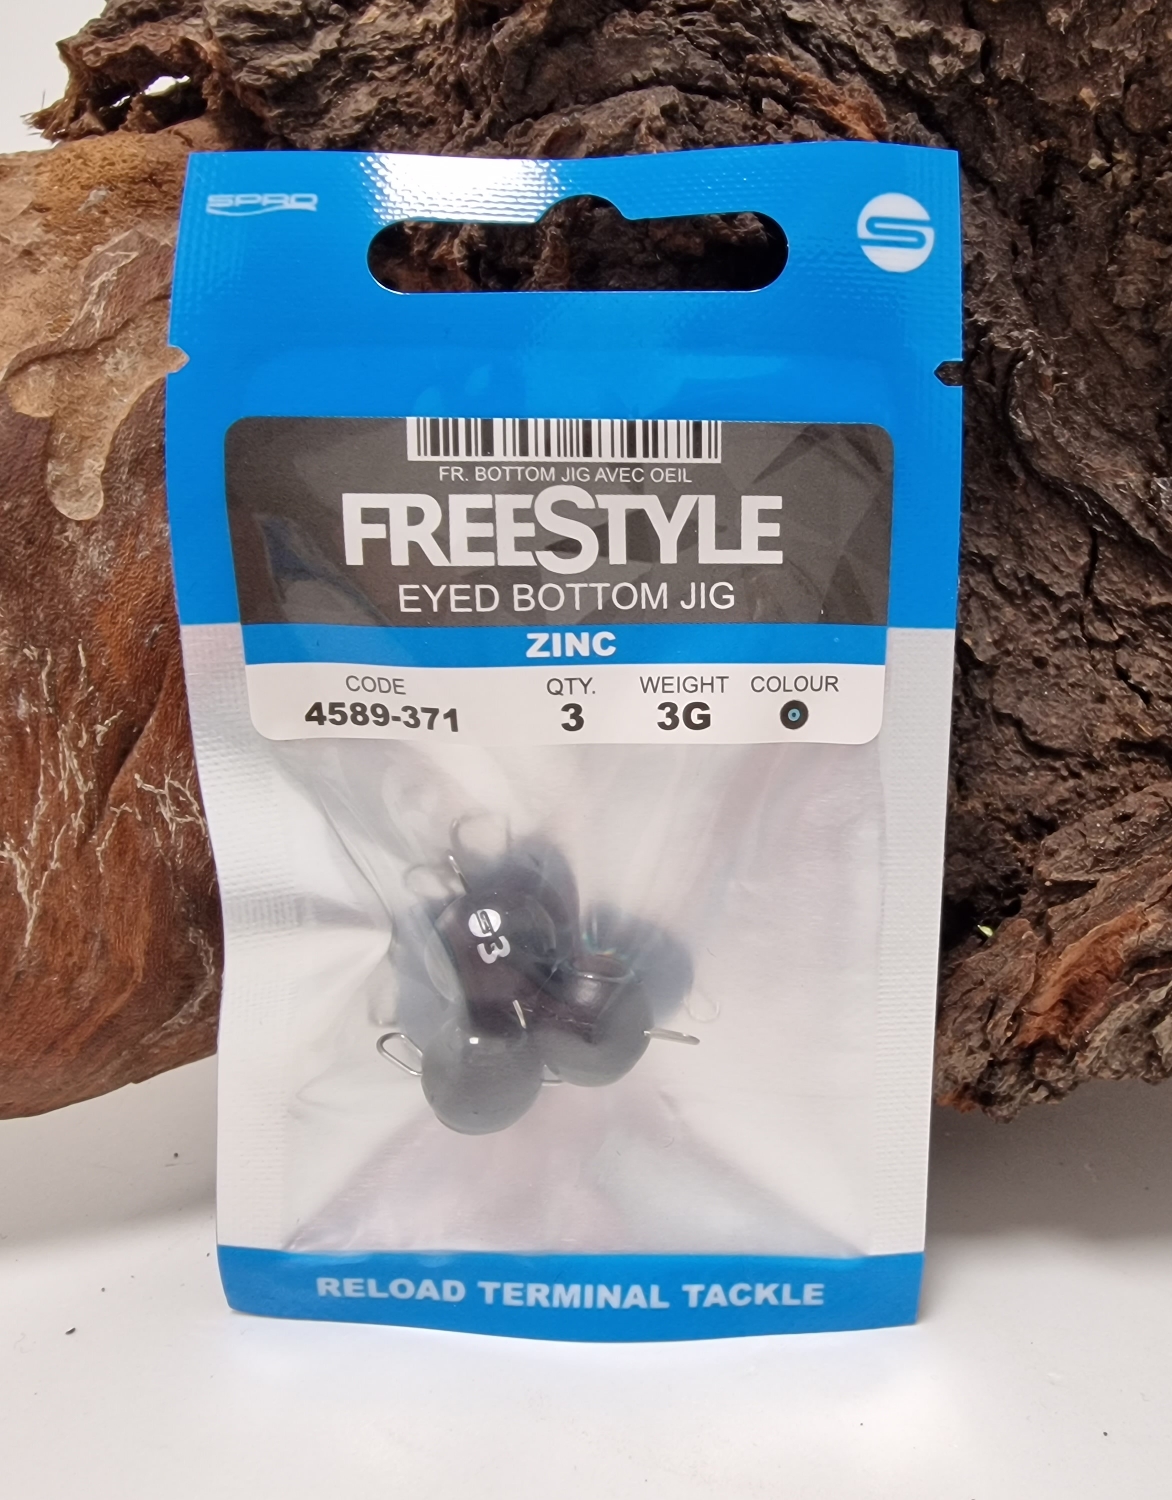 SPRO
FR. BOTTOM JIG AVEC OEIL
FREESTYLE
EYED BOTTOM JIG
ZINC
CODE QTY. WEIGHT COLOUR
4589-371 3 3G
3
RELOAD TERMINAL TACKLE